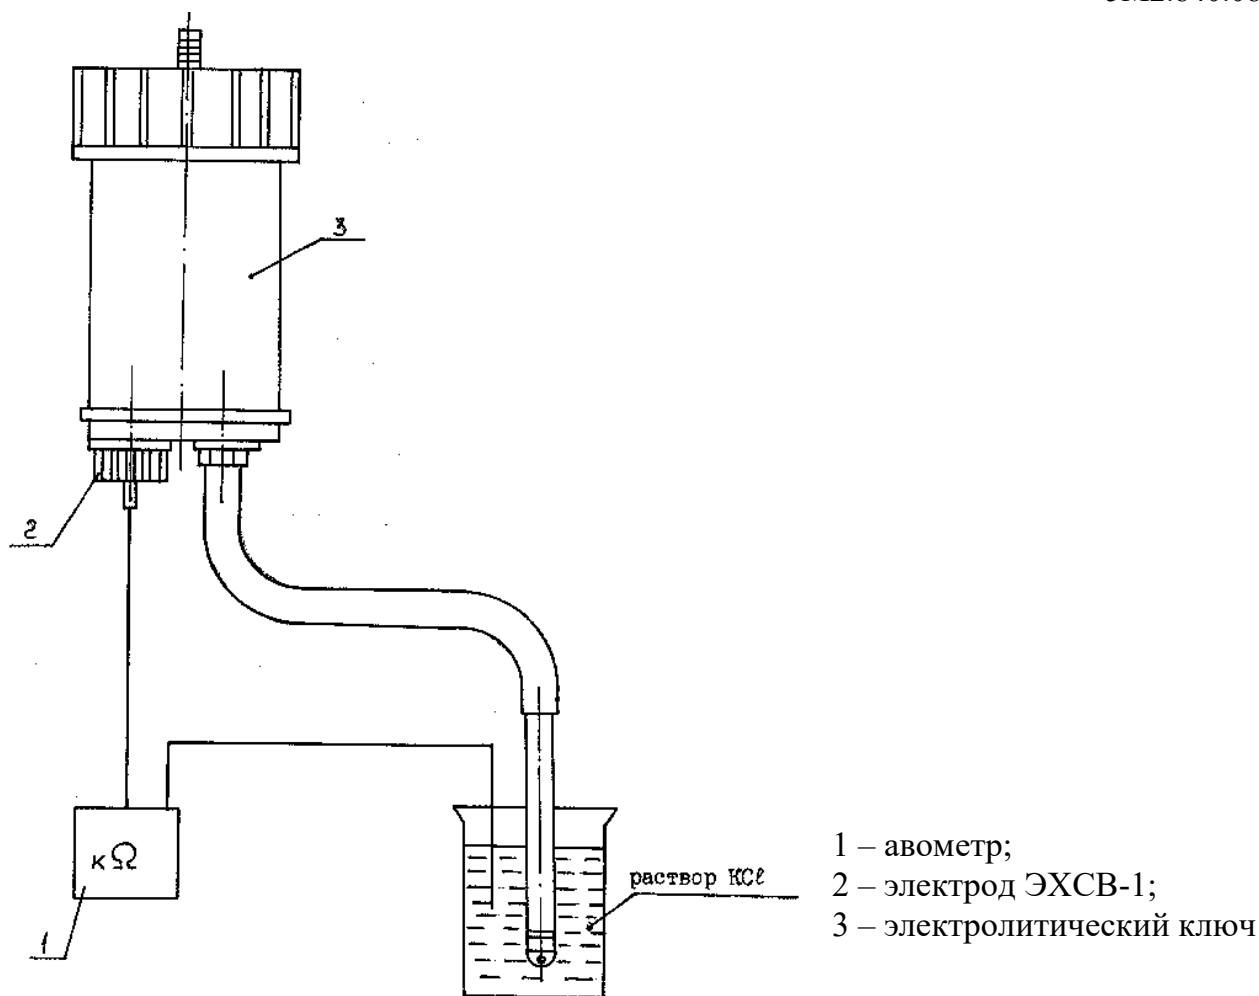 3
2
кΩ
1
раствор KCl
1 – авометр;
2 – электрод ЭХСВ-1;
3 – электролитический ключ